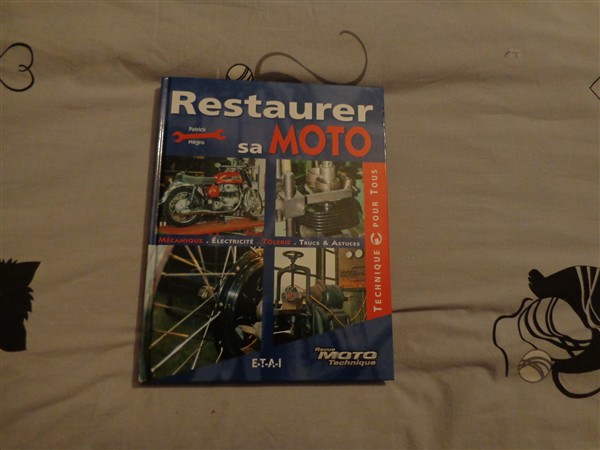 Restaurer
Patrick
Négro
sa MOTO
MÉCANIQUE . ÉLECTRICITÉ . TÔLERIE . TRUCS & ASTUCES
TECHNIQUE POUR TOUS
E·T·A·I
Revue
MOTO
Technique